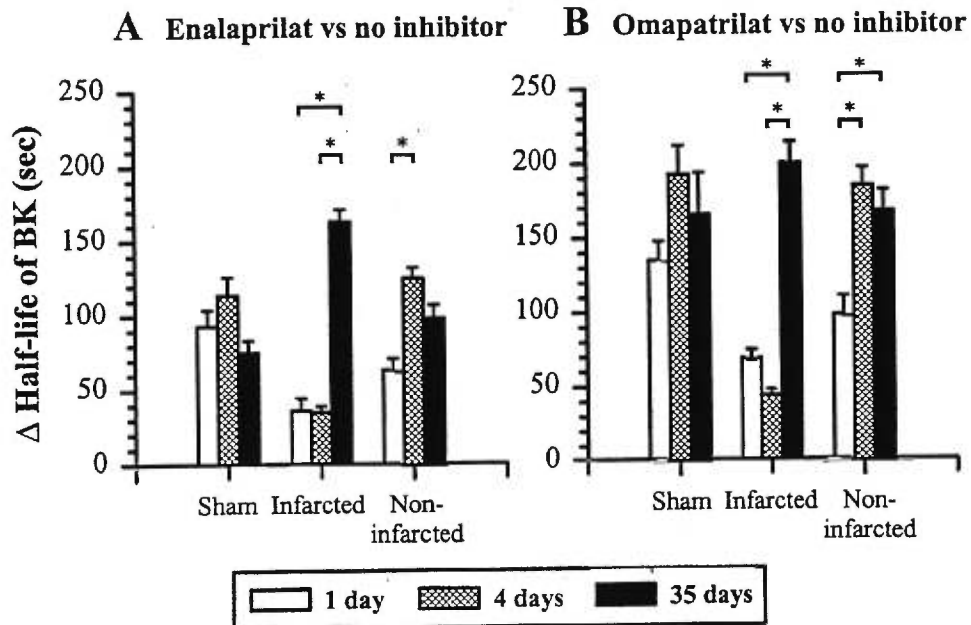 A Enalaprilat vs no inhibitor
B Omapatrilat vs no inhibitor
Δ Half-life of BK (sec)
250
200
150
100
50
0
* * *
Sham Infarcted Non-
infarcted
250
200
150
100
50
0
* * * *
Sham Infarcted Non-
infarcted
1 day 4 days 35 days